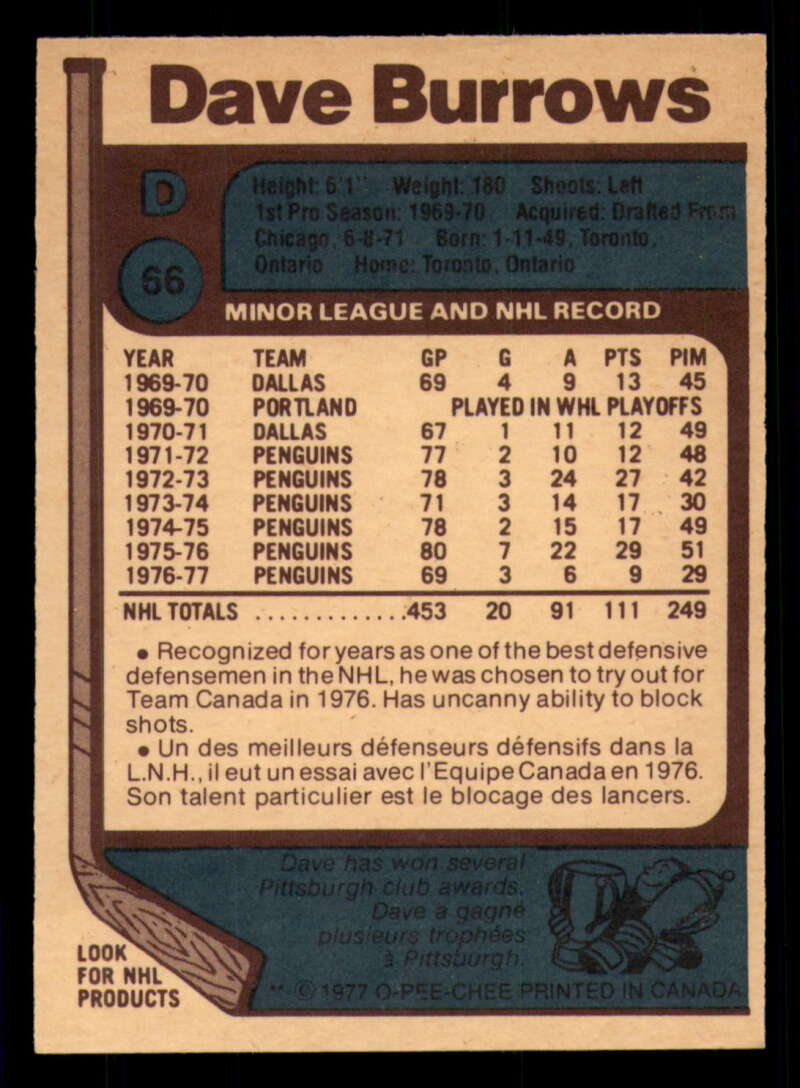 Dave Burrows
D
Height: 6'1" Weight: 180 Shoots: Left
1st Pro Season: 1969-70 Acquired: Drafted From
Chicago, 6-8-71 Born: 1-11-49, Toronto,
Ontario Home: Toronto, Ontario
66
MINOR LEAGUE AND NHL RECORD
YEAR TEAM GP G A PTS PIM
1969-70 DALLAS 69 4 9 13 45
1969-70 PORTLAND PLAYED IN WHL PLAYOFFS
1970-71 DALLAS 67 1 11 12 49
1971-72 PENGUINS 77 2 10 12 48
1972-73 PENGUINS 78 3 24 27 42
1973-74 PENGUINS 71 3 14 17 30
1974-75 PENGUINS 78 2 15 17 49
1975-76 PENGUINS 80 7 22 29 51
1976-77 PENGUINS 69 3 6 9 29
NHL TOTALS ..............453 20 91 111 249
• Recognized for years as one of the best defensive
defensemen in the NHL, he was chosen to try out for
Team Canada in 1976. Has uncanny ability to block
shots.
• Un des meilleurs défenseurs défensifs dans la
L.N.H., il eut un essai avec l'Equipe Canada en 1976.
Son talent particulier est le blocage des lancers.
Dave has won several
Pittsburgh club awards.
Dave a gagné
plusieurs trophées
à Pittsburgh.
LOOK
FOR NHL
PRODUCTS
** © 1977 O-PEE-CHEE PRINTED IN CANADA